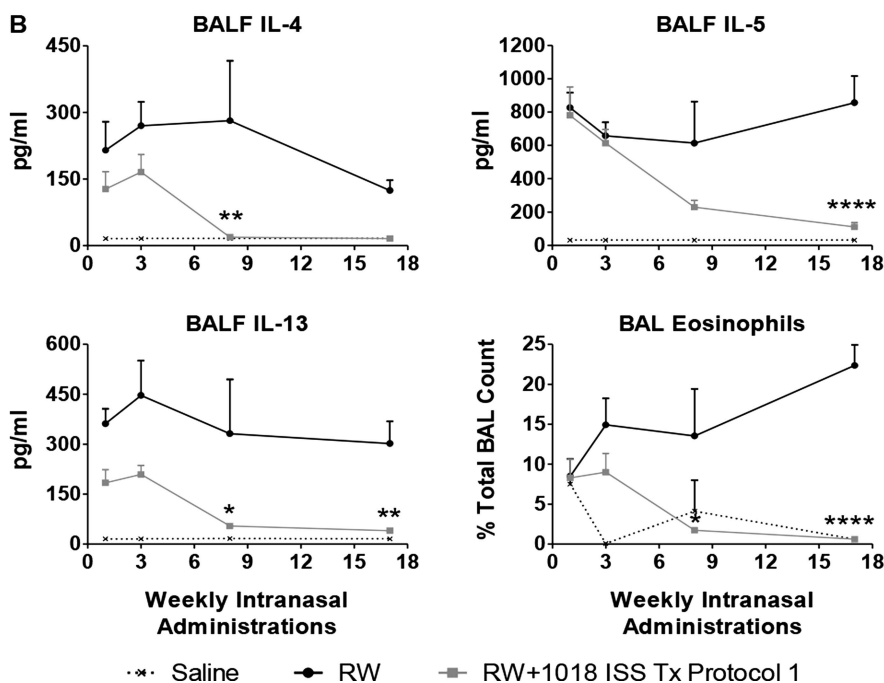 B
BALF IL-4
pg/ml
450
300
150
0
**
0 3 6 9 12 15 18
BALF IL-5
pg/ml
1200
1000
800
600
400
200
0
****
0 3 6 9 12 15 18
BALF IL-13
pg/ml
600
450
300
150
0
*
**
0 3 6 9 12 15 18
Weekly Intranasal
Administrations
BAL Eosinophils
% Total BAL Count
25
20
15
10
5
0
*
****
0 3 6 9 12 15 18
Weekly Intranasal
Administrations
Saline RW RW+1018 ISS Tx Protocol 1